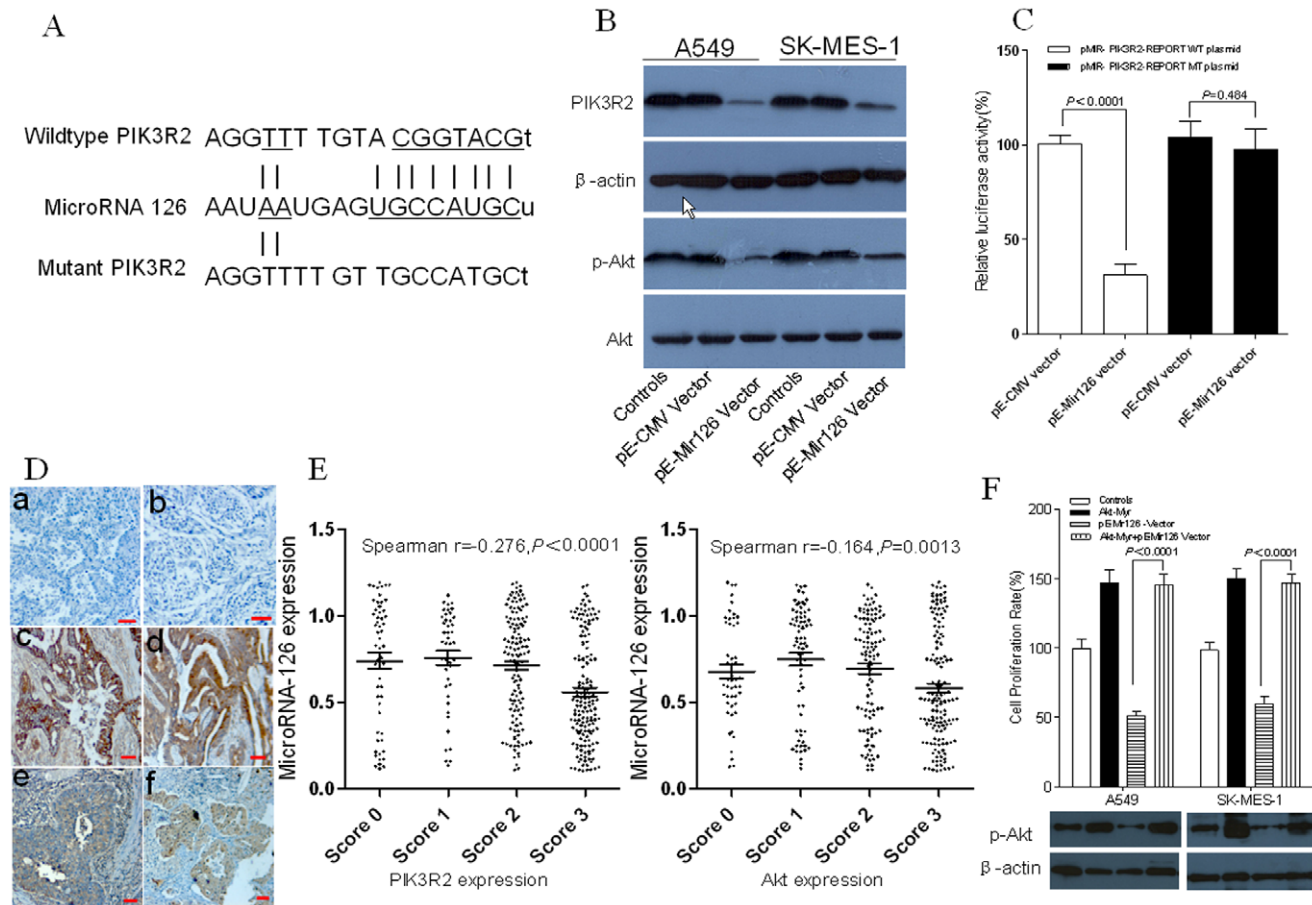 A
Wildtype PIK3R2 AGGTTT TGTA CGGTACGt
MicroRNA 126 AAUAAUGAGUGCCAUGCu
Mutant PIK3R2 AGGTTTT GT TGCCATGCt
B
A549 SK-MES-1
PIK3R2
β-actin
p-Akt
Akt
Controls
pE-CMV Vector
pE-Mir126 Vector
Controls
pE-CMV Vector
pE-Mir126 Vector
C
pMIR- PIK3R2-REPORT WT plasmid
pMIR- PIK3R2-REPORT MT plasmid
Relative luciferase activity(%)
150
100
50
0
P<0.0001
P=0.484
pE-CMV vector
pE-Mir126 vector
pE-CMV vector
pE-Mir126 vector
D
a b
c d
e f
E
MicroRNA-126 expression
1.5
1.0
0.5
0.0
Spearman r=-0.276,P<0.0001
Score 0 Score 1 Score 2 Score 3
PIK3R2 expression
MicroRNA-126 expression
1.5
1.0
0.5
0.0
Spearman r=-0.164,P=0.0013
Score 0 Score 1 Score 2 Score 3
Akt expression
F
Controls
Akt-Myr
pE-Mir126 -Vector
Akt-Myr+pE-Mir126 Vector
Cell Proliferation Rate(%)
200
150
100
50
0
P<0.0001 P<0.0001
A549 SK-MES-1
p-Akt
β-actin